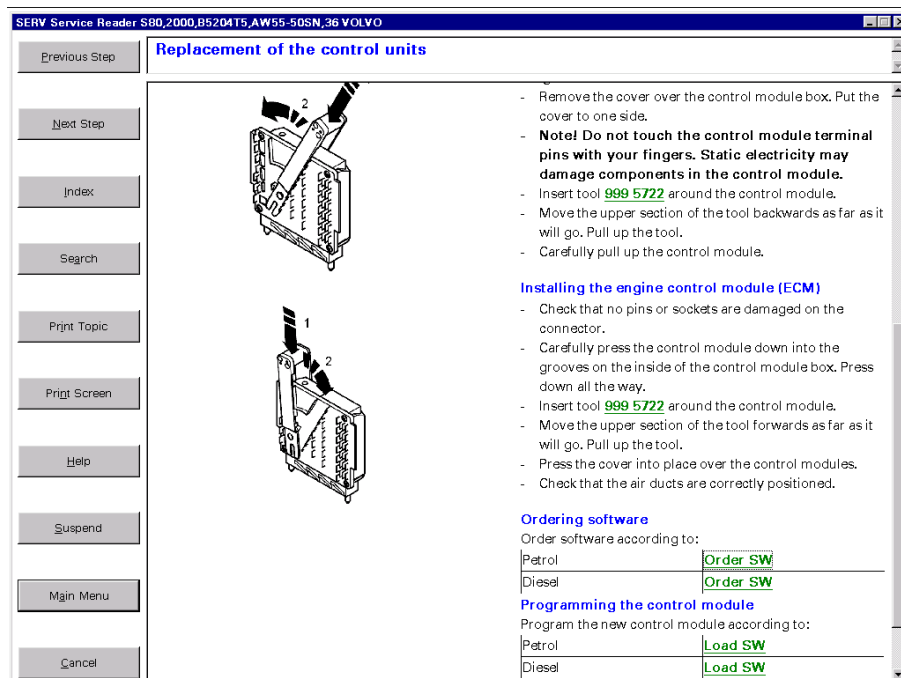 SERV Service Reader S80,2000,B5204T5,AW55-50SN,36 VOLVO
Previous Step
Next Step
Index
Search
Print Topic
Print Screen
Help
Suspend
Main Menu
Cancel
Replacement of the control units
2
1
2
- Remove the cover over the control module box. Put the
cover to one side.
- Note! Do not touch the control module terminal
pins with your fingers. Static electricity may
damage components in the control module.
- Insert tool 999 5722 around the control module.
- Move the upper section of the tool backwards as far as it
will go. Pull up the tool.
- Carefully pull up the control module.
Installing the engine control module (ECM)
- Check that no pins or sockets are damaged on the
connector.
- Carefully press the control module down into the
grooves on the inside of the control module box. Press
down all the way.
- Insert tool 999 5722 around the control module.
- Move the upper section of the tool forwards as far as it
will go. Pull up the tool.
- Press the cover into place over the control modules.
- Check that the air ducts are correctly positioned.
Ordering software
Order software according to:
Petrol Order SW
Diesel Order SW
Programming the control module
Program the new control module according to:
Petrol Load SW
Diesel Load SW